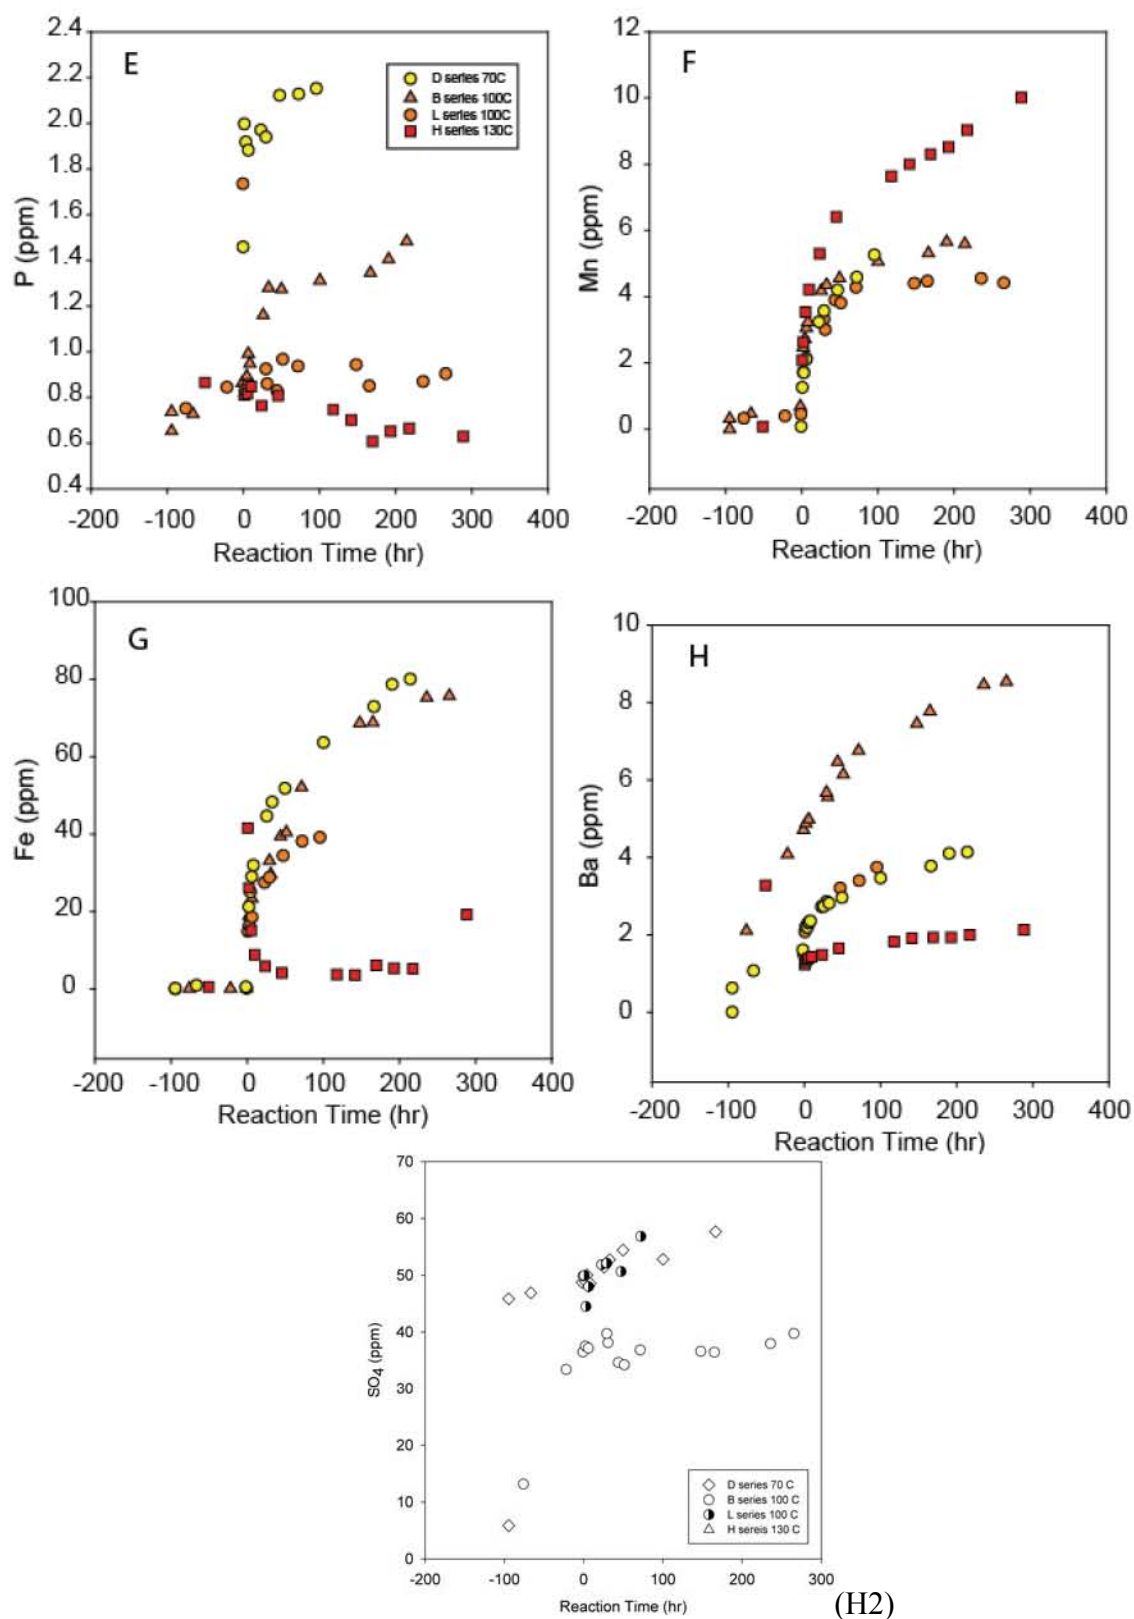 E
P (ppm)
2.4
2.2
2.0
1.8
1.6
1.4
1.2
1.0
0.8
0.6
0.4
D series 70C
B series 100C
L series 100C
H series 130C
-200 -100 0 100 200 300 400
Reaction Time (hr)
F
Mn (ppm)
12
10
8
6
4
2
0
-200 -100 0 100 200 300 400
Reaction Time (hr)
G
Fe (ppm)
100
80
60
40
20
0
-200 -100 0 100 200 300 400
Reaction Time (hr)
H
Ba (ppm)
10
8
6
4
2
0
-200 -100 0 100 200 300 400
Reaction Time (hr)
SO4 (ppm)
70
60
50
40
30
20
10
0
D series 70 C
B series 100 C
L series 100 C
H sereis 130 C
-200 -100 0 100 200 300
Reaction Time (hr)
(H2)